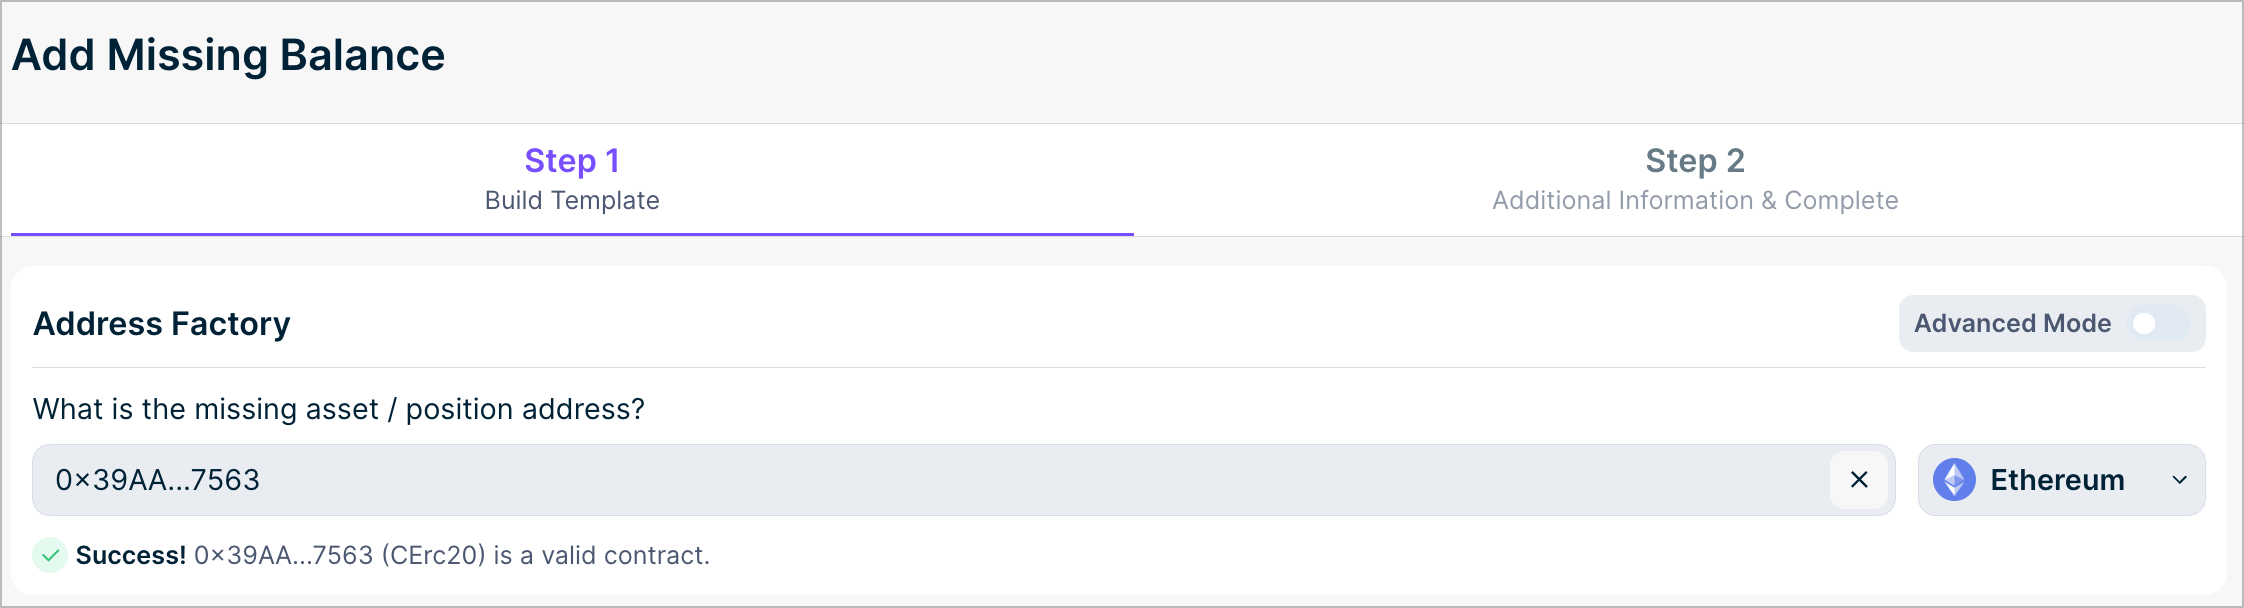 Add Missing Balance
Step 1
Build Template
Step 2
Additional Information & Complete
Address Factory
Advanced Mode
What is the missing asset / position address?
0×39AA...7563
Ethereum
Success! 0×39AA...7563 (CErc20) is a valid contract.